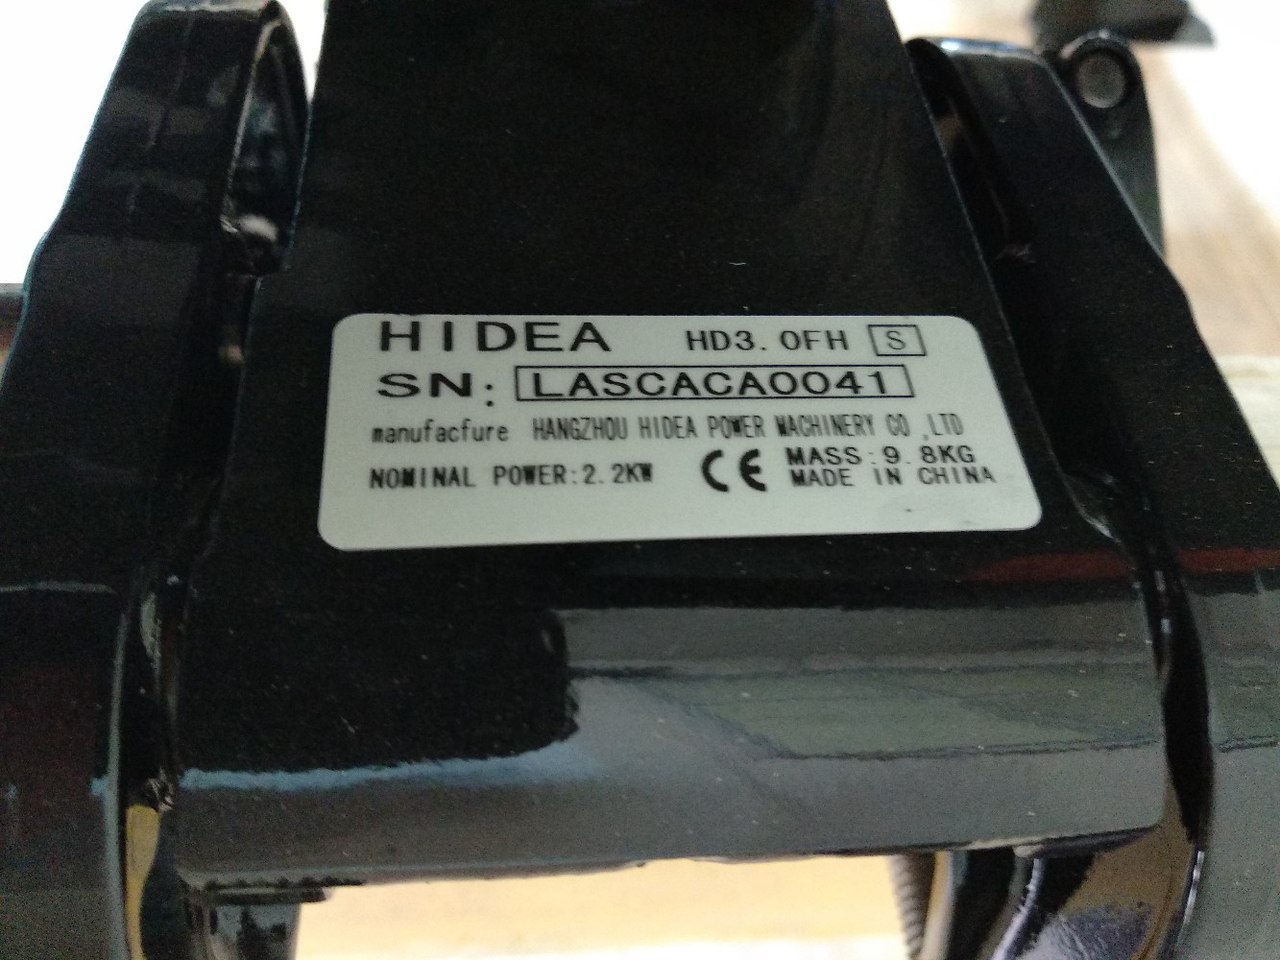 HIDEA HD3.0FH S
SN: LASCACA0041
manufacfure HANGZHOU HIDEA POWER MACHINERY CO ,LTD
NOMINAL POWER:2.2KW CE MASS:9.8KG
MADE IN CHINA